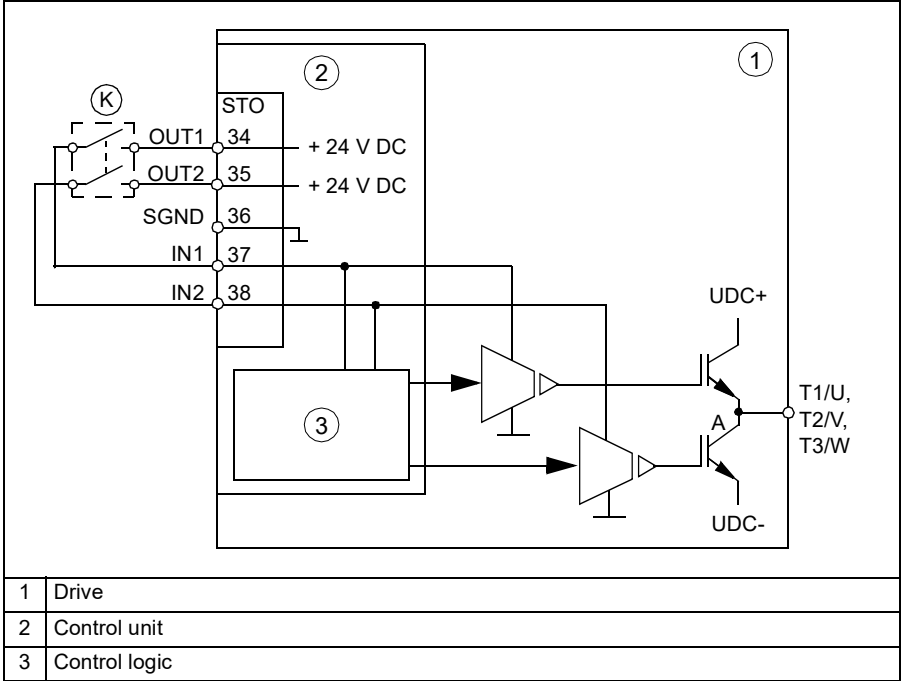 1
2
K
STO
OUT1 34 + 24 V DC
OUT2 35 + 24 V DC
SGND 36
IN1 37
IN2 38
UDC+
3
A
T1/U,
T2/V,
T3/W
UDC-
1 Drive
2 Control unit
3 Control logic